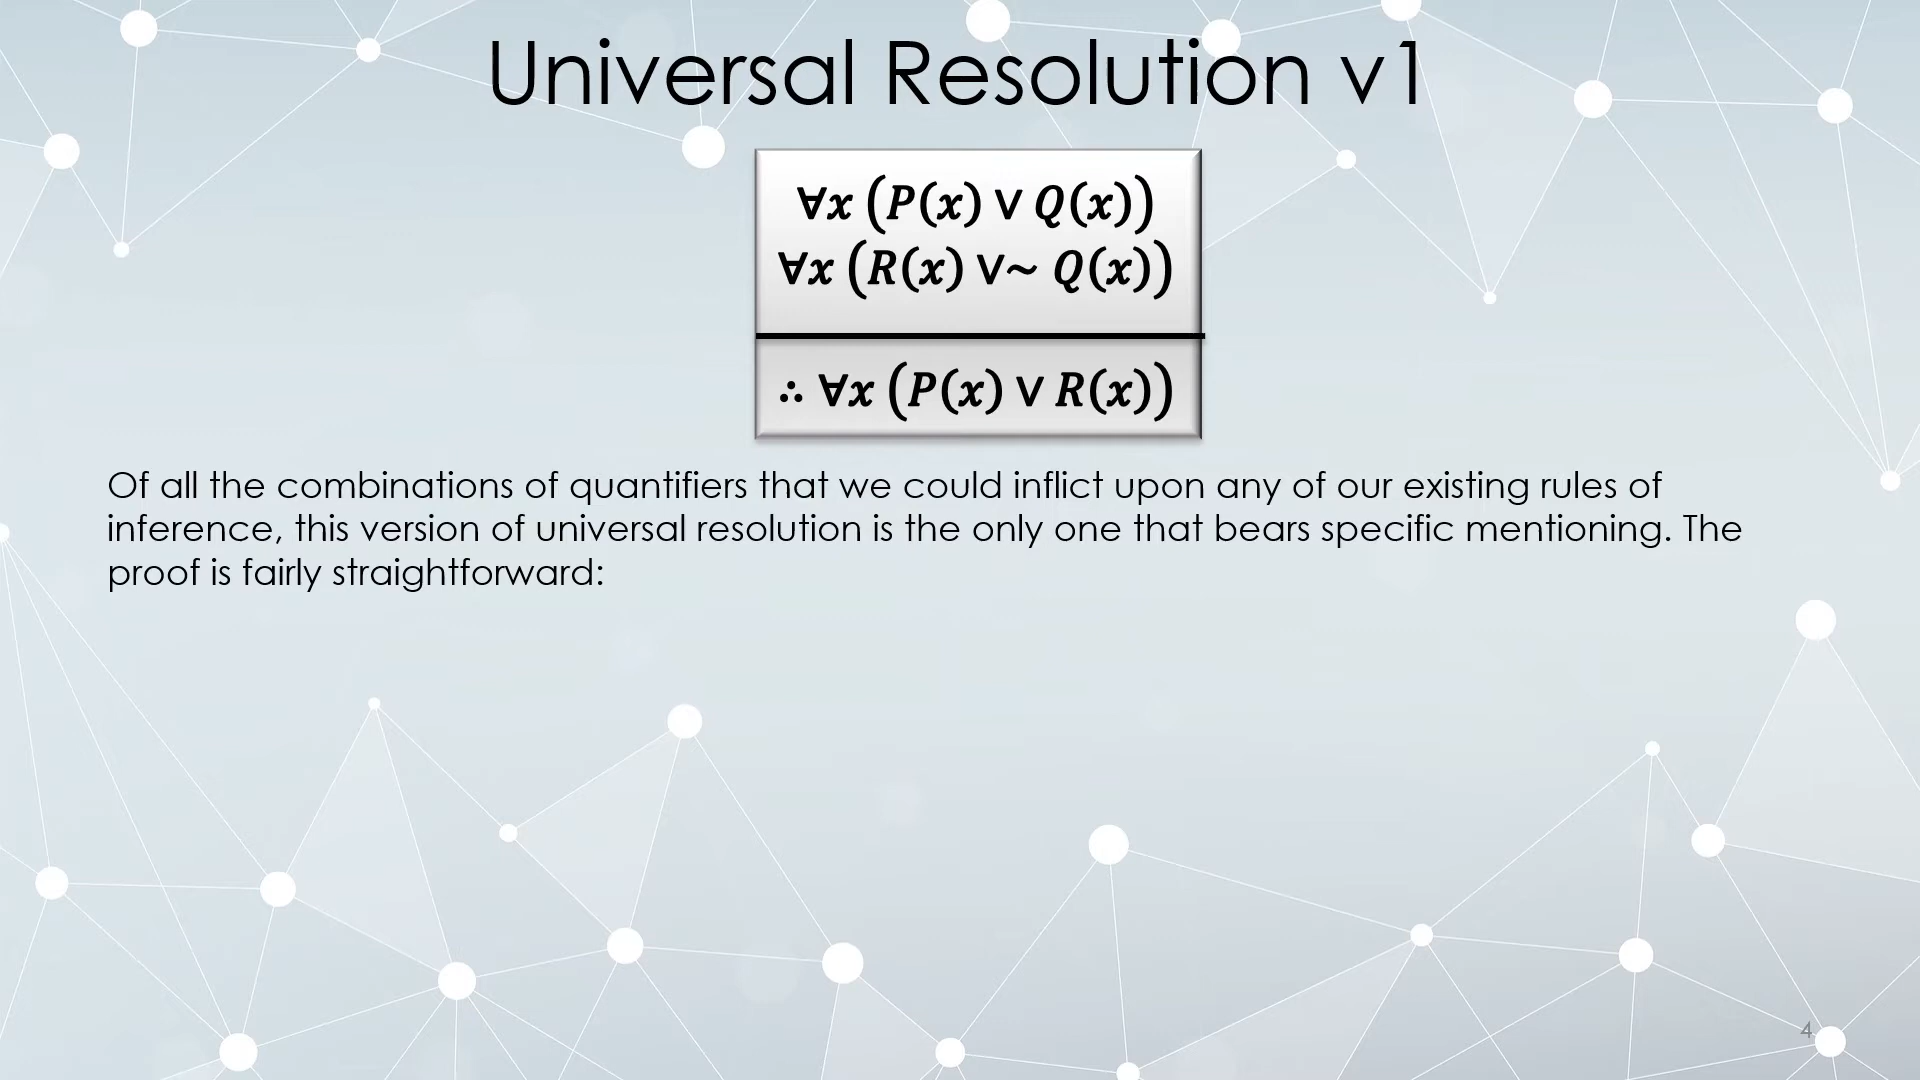 Universal Resolution v1
∀x (P(x) ∨ Q(x))
∀x (R(x) ∨~ Q(x))
∴ ∀x (P(x) ∨ R(x))
Of all the combinations of quantifiers that we could inflict upon any of our existing rules of
inference, this version of universal resolution is the only one that bears specific mentioning. The
proof is fairly straightforward:
4